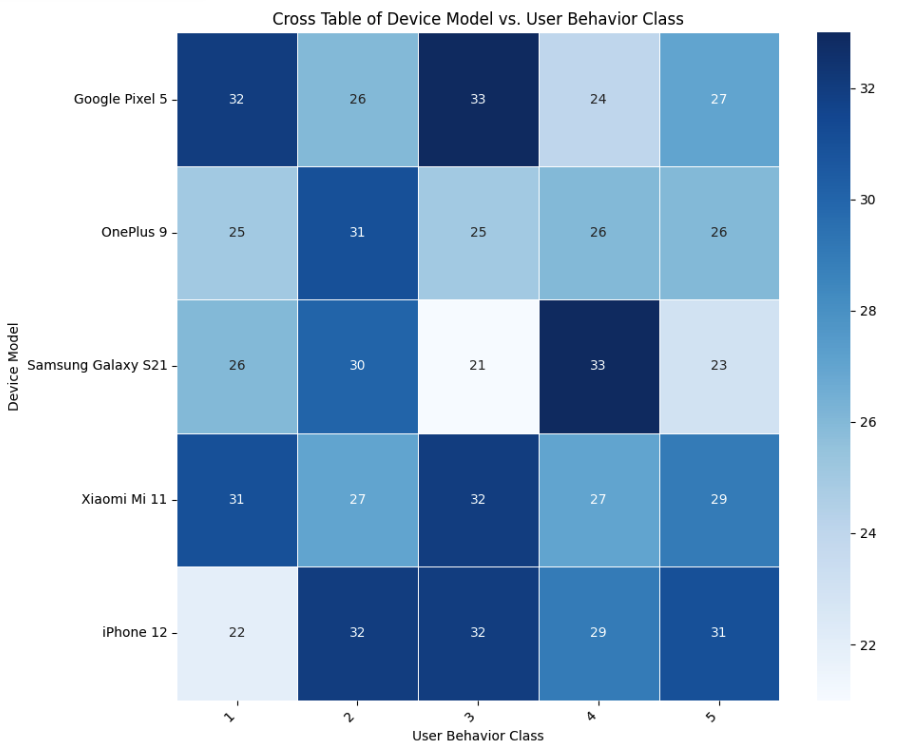 Cross Table of Device Model vs. User Behavior Class
Device Model
Google Pixel 5 32 26 33 24 27
OnePlus 9 25 31 25 26 26
Samsung Galaxy S21 26 30 21 33 23
Xiaomi Mi 11 31 27 32 27 29
iPhone 12 22 32 32 29 31
1 2 3 4 5
User Behavior Class
32
30
28
26
24
22